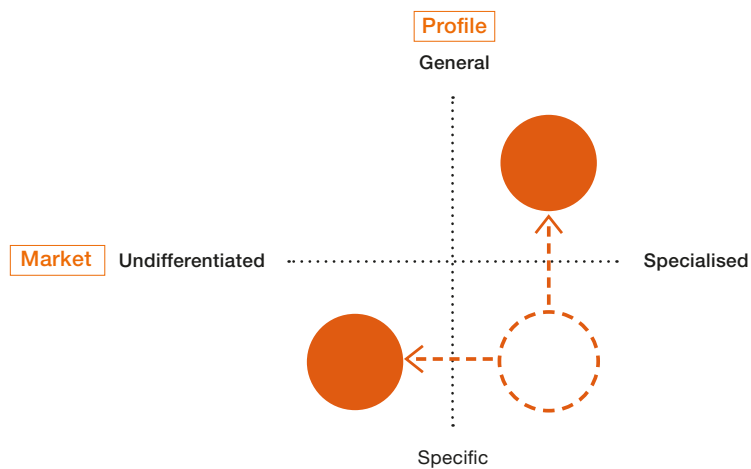 Profile
General
Market
Undifferentiated
Specialised
Specific